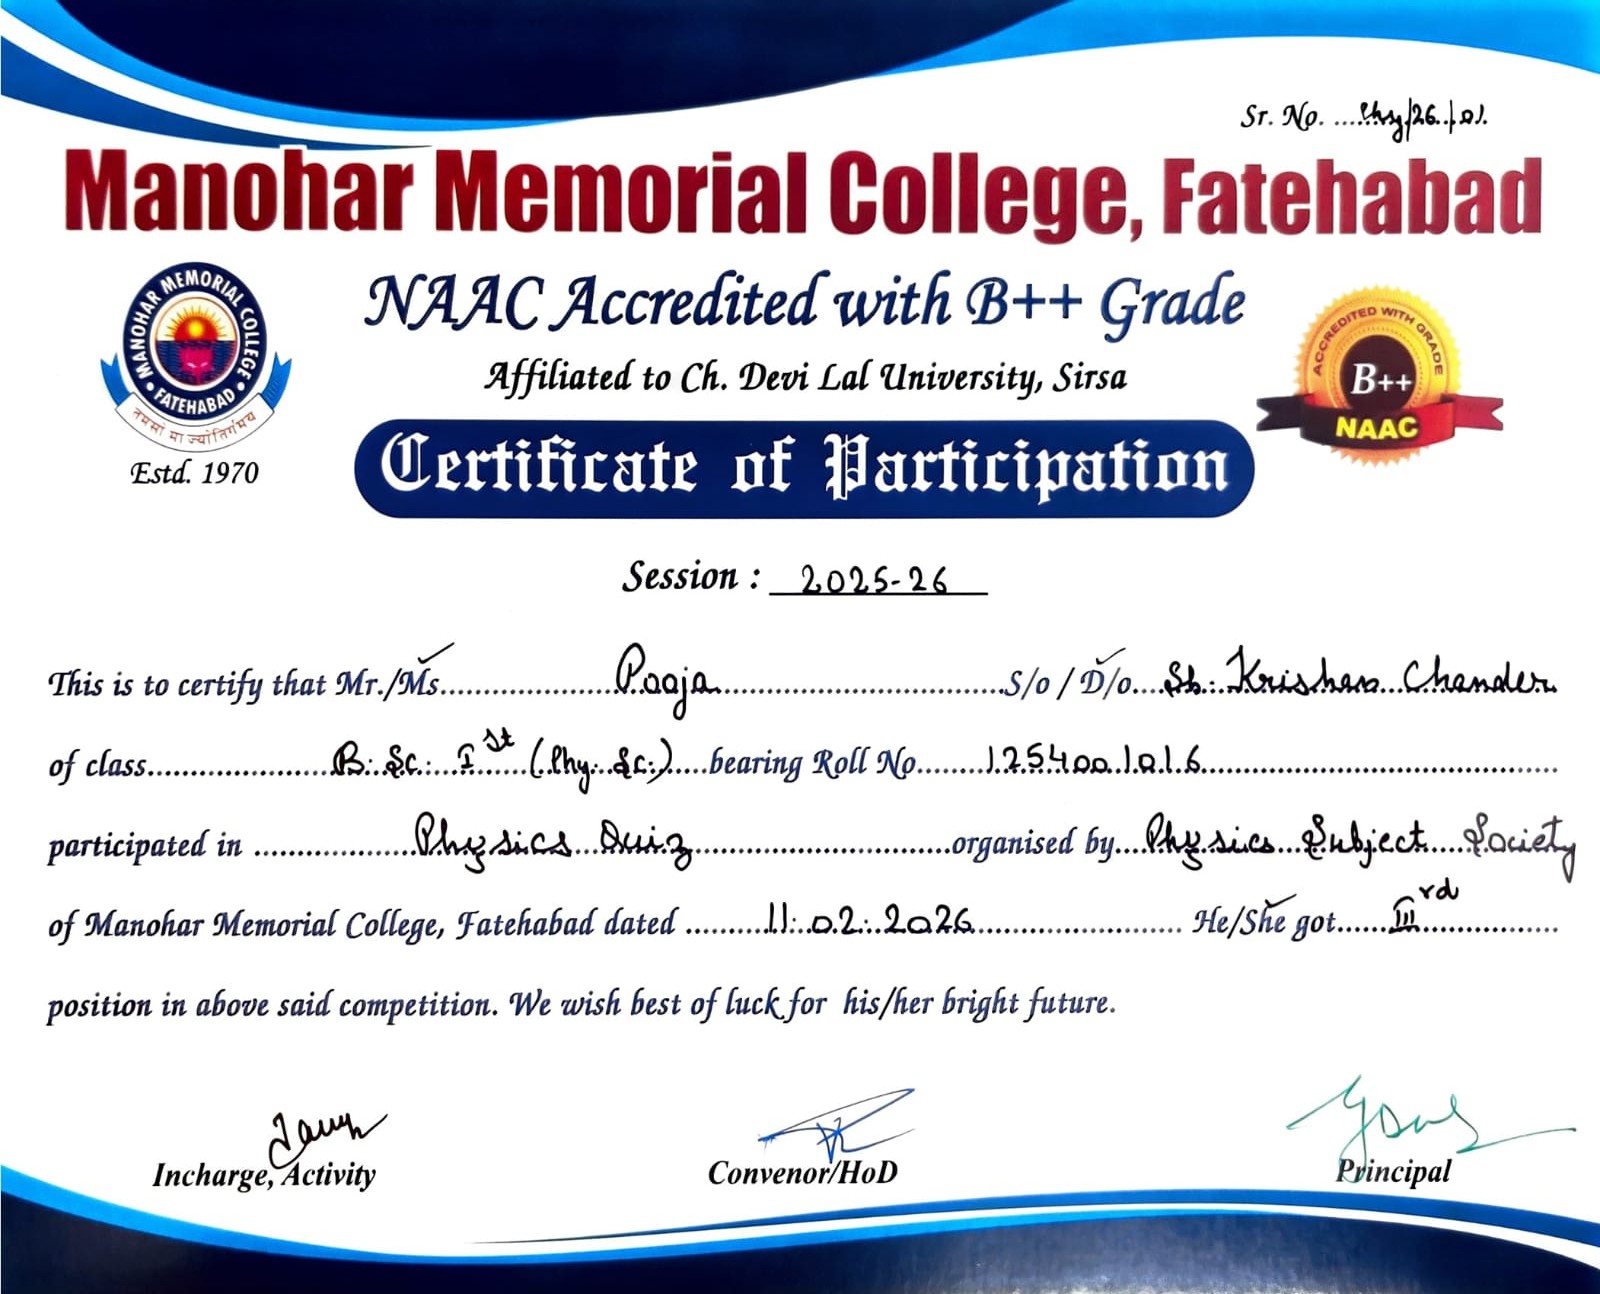 Sr. No. ....Phy/26/01.
Manohar Memorial College, Fatehabad
MANOHAR MEMORIAL COLLEGE
• FATEHABAD •
तमसो मा ज्योतिर्गमय
Estd. 1970
NAAC Accredited with B++ Grade
Affiliated to Ch. Devi Lal University, Sirsa
ACCREDITED WITH GRADE
B++
NAAC
Certificate of Participation
Session : 2025-26
This is to certify that Mr./Ms. Pooja S/o / D/o Sh. Krishan Chander
of class B. Sc. Ist (Phy. Sc.) bearing Roll No. 1254001016
participated in Physics Quiz organised by Physics Subject Society
of Manohar Memorial College, Fatehabad dated 11.02.2026 He/She got IIIrd
position in above said competition. We wish best of luck for his/her bright future.
Incharge, Activity
Convenor/HoD
Principal